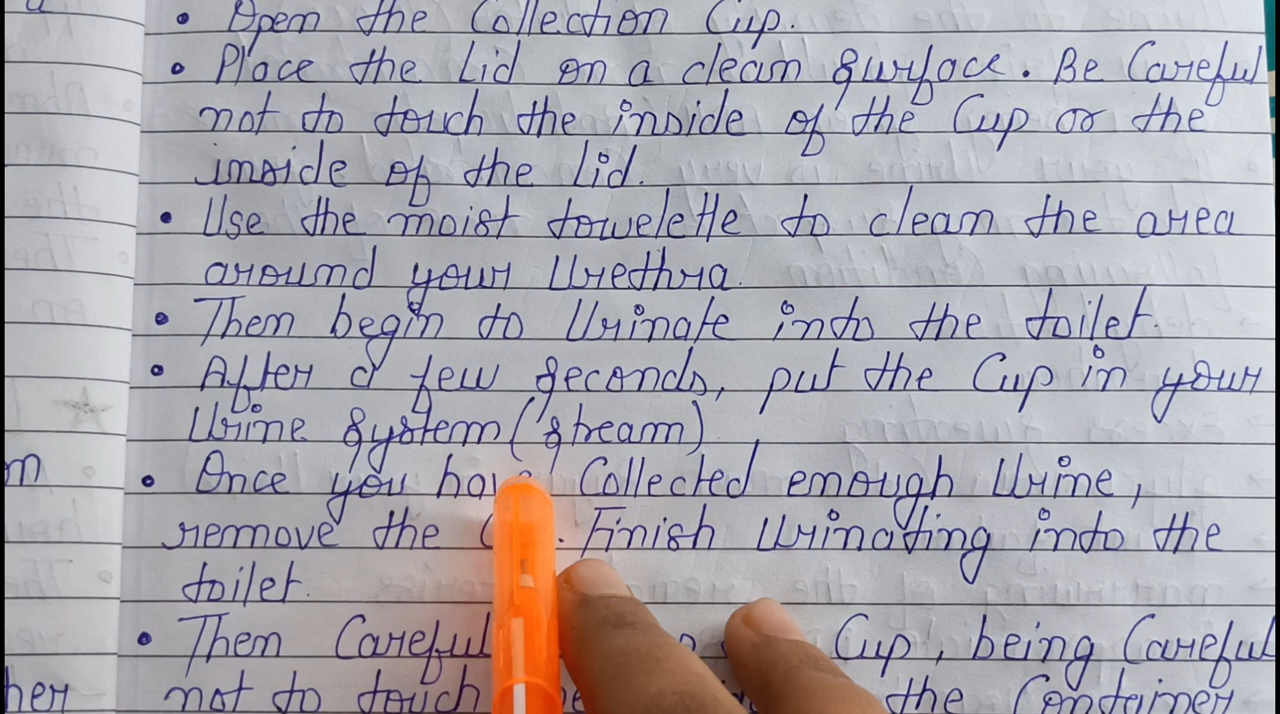 • Open the Collection Cup.
• Place the Lid on a clean surface. Be Careful
not to touch the inside of the Cup or the
inside of the Lid.
• Use the moist towelette to clean the area
around your Urethra.
• Then begin to Urinate into the toilet.
• After a few seconds, put the Cup in your
Urine system (stream)
• Once you have Collected enough Urine,
remove the . Finish Urinating into the
toilet.
• Then Careful Cup, being Careful
not to touch the Container